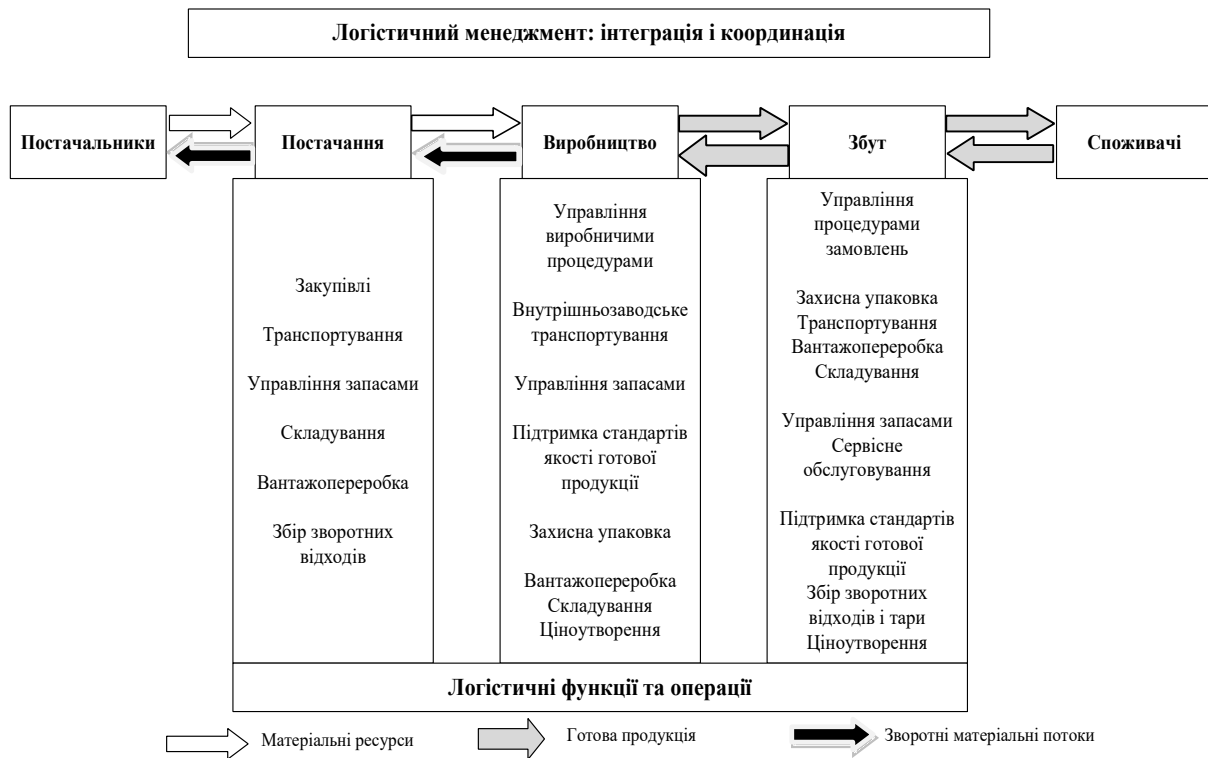 Логістичний менеджмент: інтеграція і координація
Постачальники
Постачання
Виробництво
Збут
Споживачі
Закупівлі
Транспортування
Управління запасами
Складування
Вантажопереробка
Збір зворотних
відходів
Управління
виробничими
процедурами
Внутрішньозаводське
транспортування
Управління запасами
Підтримка стандартів
якості готової
продукції
Захисна упаковка
Вантажопереробка
Складування
Ціноутворення
Управління
процедурами
замовлень
Захисна упаковка
Транспортування
Вантажопереробка
Складування
Управління запасами
Сервісне
обслуговування
Підтримка стандартів
якості готової
продукції
Збір зворотних
відходів і тари
Ціноутворення
Логістичні функції та операції
Матеріальні ресурси
Готова продукція
Зворотні матеріальні потоки